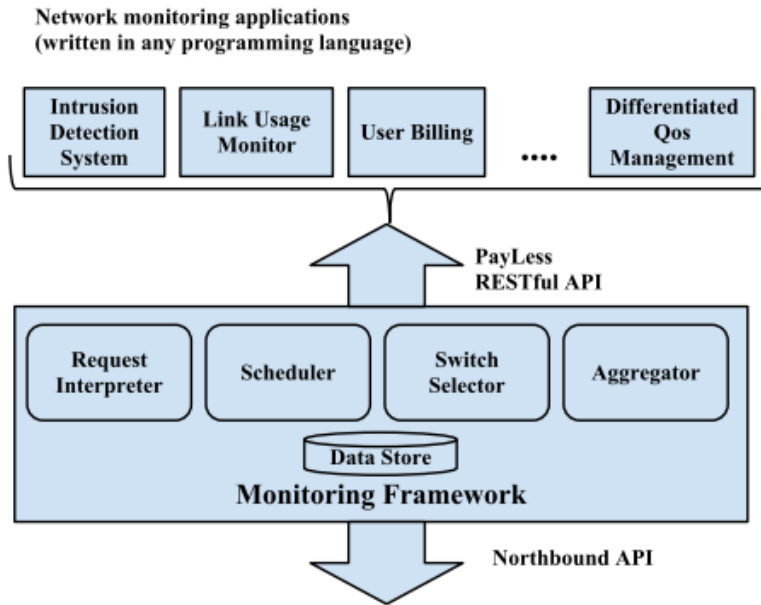 Network monitoring applications
(written in any programming language)
Intrusion
Detection
System
Link Usage
Monitor
User Billing
....
Differentiated
Qos
Management
PayLess
RESTful API
Request
Interpreter
Scheduler
Switch
Selector
Aggregator
Data Store
Monitoring Framework
Northbound API